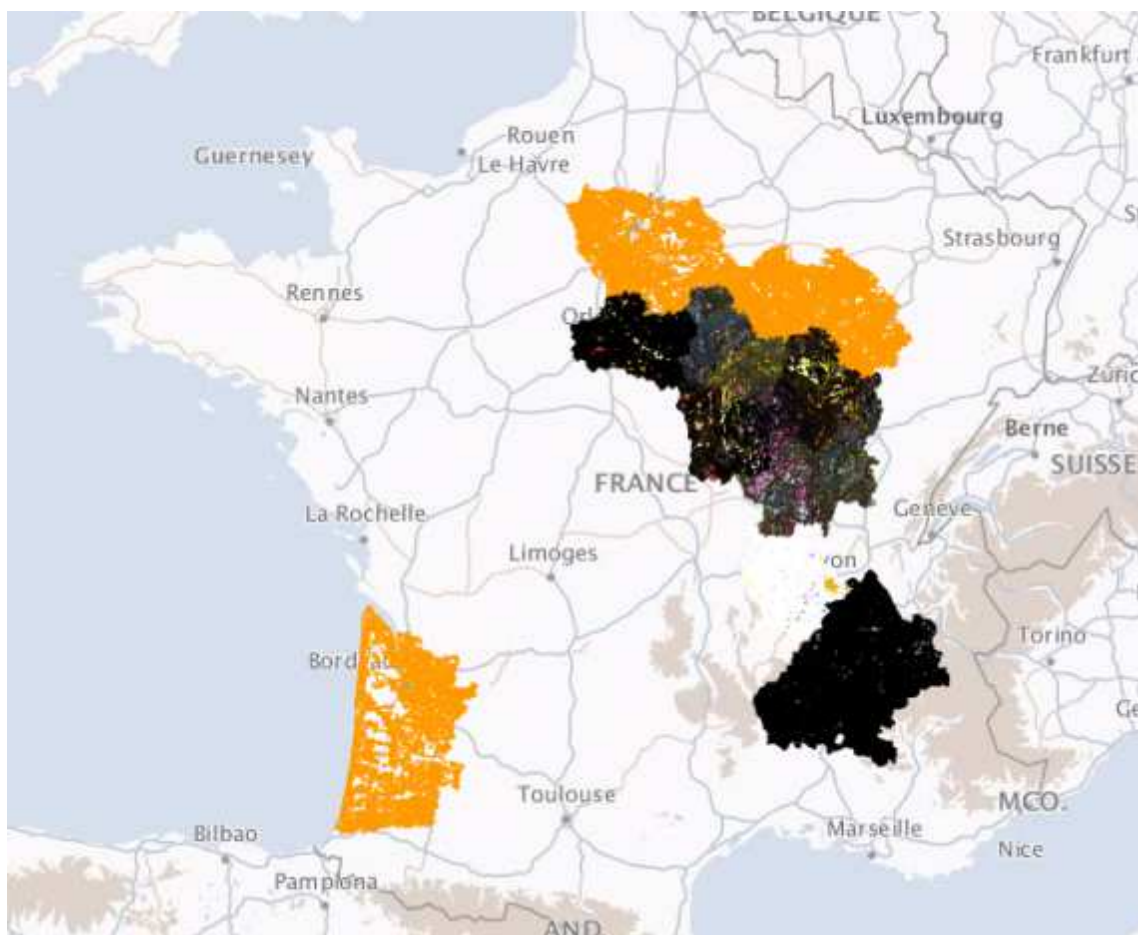 BELGIQUE
Frankfurt
Luxembourg
Rouen
Le Havre
Guernesey
Strasbourg
Rennes
Nantes
Berne
SUISSE
FRANCE
Genève
La Rochelle
Limoges
Torino
Toulouse
MCO.
Bilbao
Marseille
Nice
Pamplona
AND